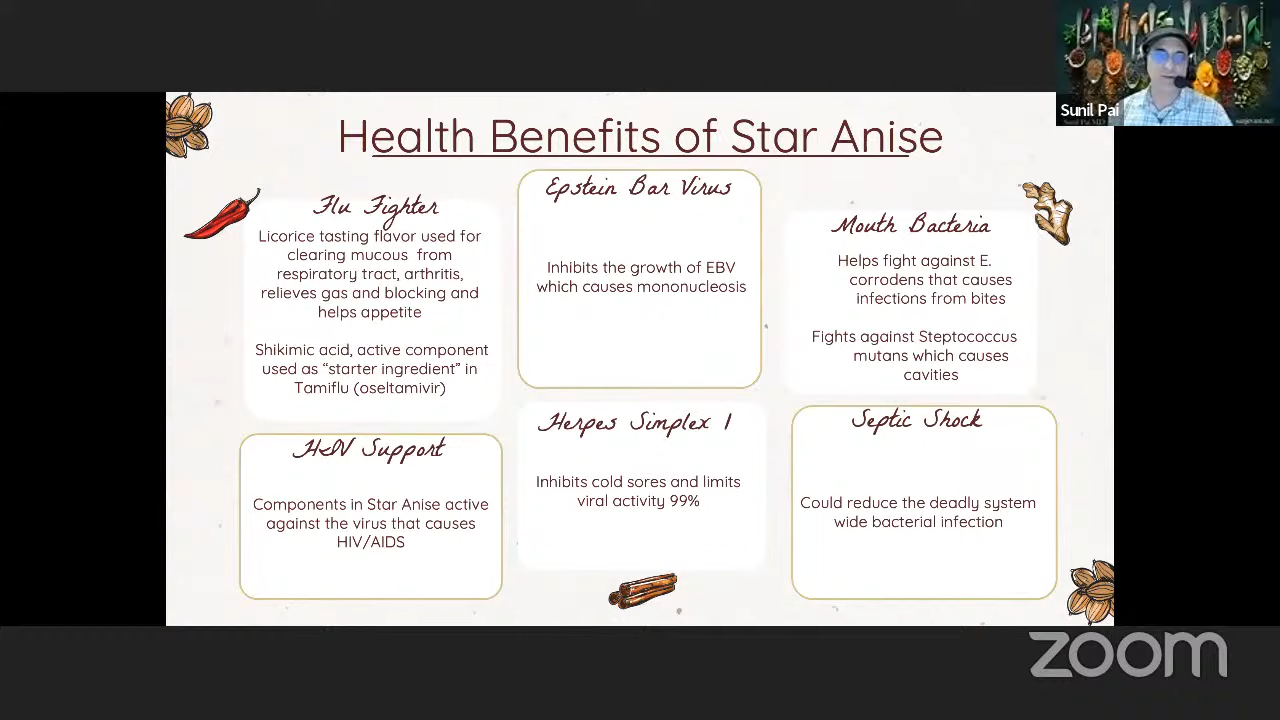 Health Benefits of Star Anise
Flu Fighter
Licorice tasting flavor used for
clearing mucous from
respiratory tract, arthritis,
relieves gas and blocking and
helps appetite
Shikimic acid, active component
used as “starter ingredient” in
Tamiflu (oseltamivir)
Epstein Bar Virus
Inhibits the growth of EBV
which causes mononucleosis
Mouth Bacteria
Helps fight against E.
corrodens that causes
infections from bites
Fights against Steptococcus
mutans which causes
cavities
HIV Support
Components in Star Anise active
against the virus that causes
HIV/AIDS
Herpes Simplex 1
Inhibits cold sores and limits
viral activity 99%
Septic Shock
Could reduce the deadly system
wide bacterial infection
Sunil Pai
zoom